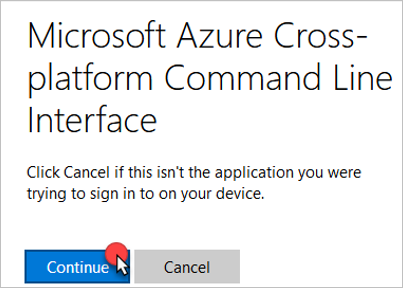 Microsoft Azure Cross-
platform Command Line
Interface
Click Cancel if this isn't the application you were
trying to sign in to on your device.
Continue
Cancel